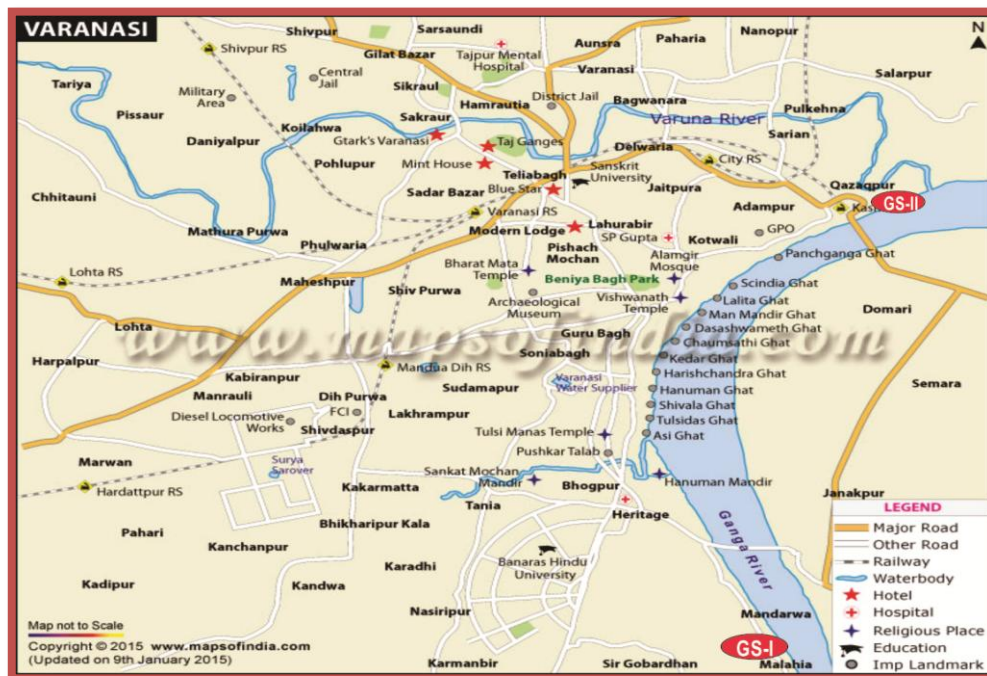 VARANASI
N
Shivpur
Sarsaundi
Nanopur
Shivpur RS
Gilat Bazar
Tajpur Mental
Hospital
Aunsra
Paharia
Tariya
Central
Jail
Varanasi
Salarpur
Military
Area
Sikraul
Hamrautia
District Jail
Bagwanara
Pulkehna
Pissaur
Koilahwa
Sakraur
Varuna River
Daniyalpur
Gtark's Varanasi
Taj Ganges
Delwaria
Sarian
Pohlupur
Mint House
City RS
Teliabagh
Sanskrit
University
Chhitauni
Sadar Bazar
Blue Star
Jaitpura
Qazaqpur
Varanasi RS
Adampur
Kas
GS-II
Mathura Purwa
Phulwaria
Modern Lodge
Lahurabir
SP Gupta
Kotwali
GPO
Pishach
Mochan
Alamgir
Mosque
Panchganga Ghat
Lohta RS
Maheshpur
Bharat Mata
Temple
Beniya Bagh Park
Scindia Ghat
Shiv Purwa
Archaeological
Museum
Vishwanath
Temple
Lalita Ghat
Man Mandir Ghat
Domari
Lohta
Guru Bagh
Dasashwameth Ghat
www.mapsofindia.com
Chaumsathi Ghat
Harpalpur
Soniabagh
Kedar Ghat
Mandua Dih RS
Kabiranpur
Varanasi
Water Supplier
Harishchandra Ghat
Semara
Manrauli
Dih Purwa
Sudamapur
Hanuman Ghat
Diesel Locomotive
Works
FCI
Lakhrampur
Shivala Ghat
Shivdaspur
Tulsidas Ghat
Tulsi Manas Temple
Asi Ghat
Marwan
Surya
Sarover
Pushkar Talab
Sankat Mochan
Mandir
Hanuman Mandir
Hardattpur RS
Kakarmatta
Bhogpur
Janakpur
Tania
Heritage
Bhikharipur Kala
Ganga River
Pahari
Kanchanpur
Banaras Hindu
University
Karadhi
Kadipur
Kandwa
Nasiripur
Mandarwa
Karmanbir
Sir Gobardhan
GS-I
Malahia
LEGEND
Major Road
Other Road
Railway
Waterbody
Hotel
Hospital
Religious Place
Education
Imp Landmark
Map not to Scale
Copyright © 2015 www.mapsofindia.com
(Updated on 9th January 2015)